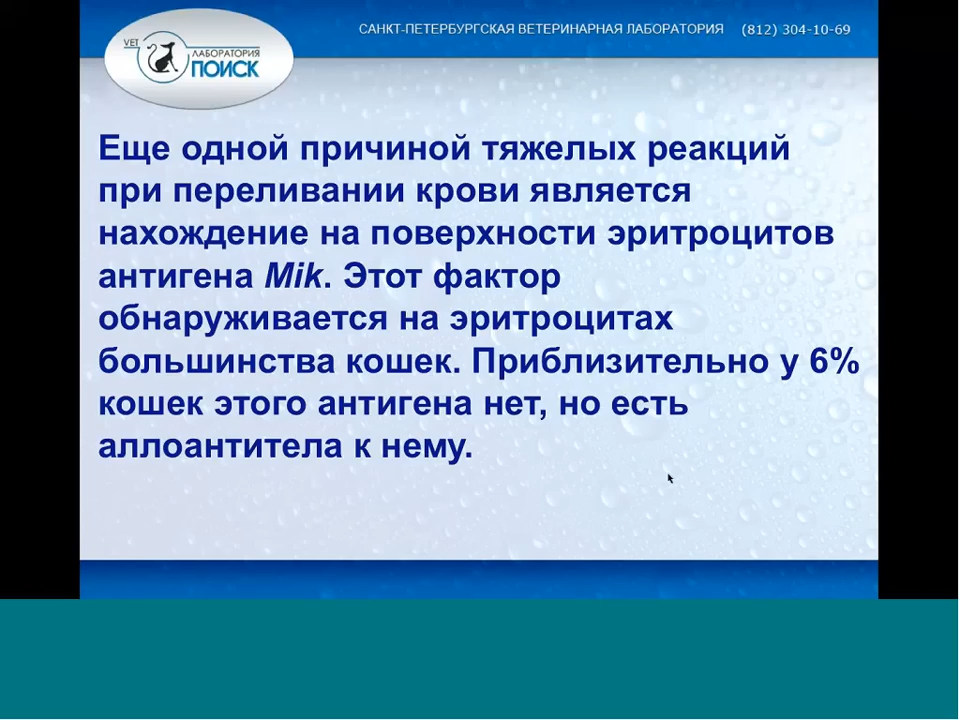 САНКТ-ПЕТЕРБУРГСКАЯ ВЕТЕРИНАРНАЯ ЛАБОРАТОРИЯ (812) 304-10-69
VET
ЛАБОРАТОРИЯ
ПОИСК
Еще одной причиной тяжелых реакций
при переливании крови является
нахождение на поверхности эритроцитов
антигена Mik. Этот фактор
обнаруживается на эритроцитах
большинства кошек. Приблизительно у 6%
кошек этого антигена нет, но есть
аллоантитела к нему.